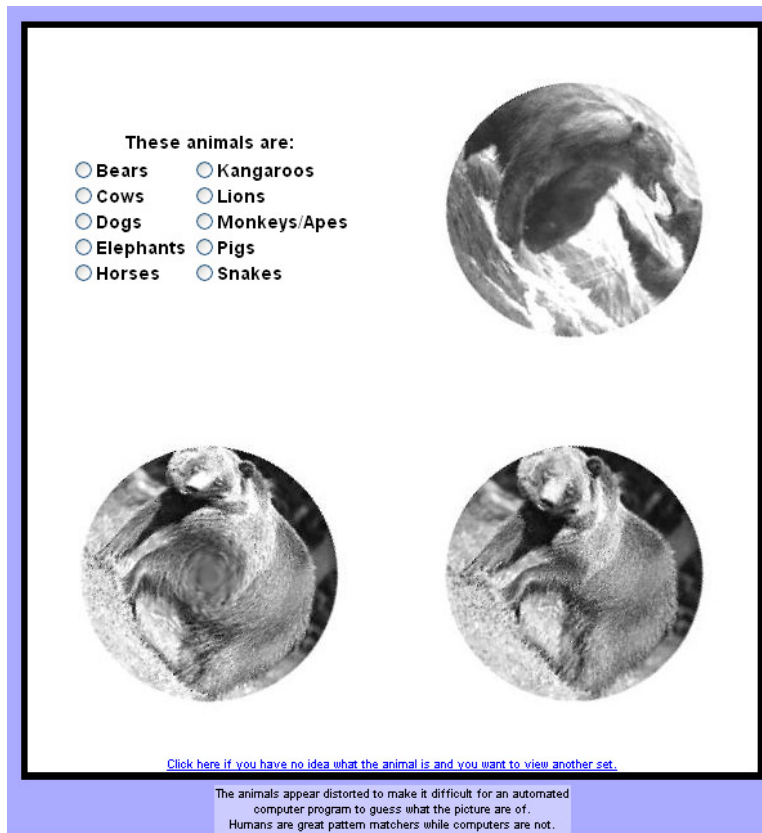 These animals are:
Bears Kangaroos
Cows Lions
Dogs Monkeys/Apes
Elephants Pigs
Horses Snakes
Click here if you have no idea what the animal is and you want to view another set.
The animals appear distorted to make it difficult for an automated
computer program to guess what the picture are of.
Humans are great pattern matchers while computers are not.